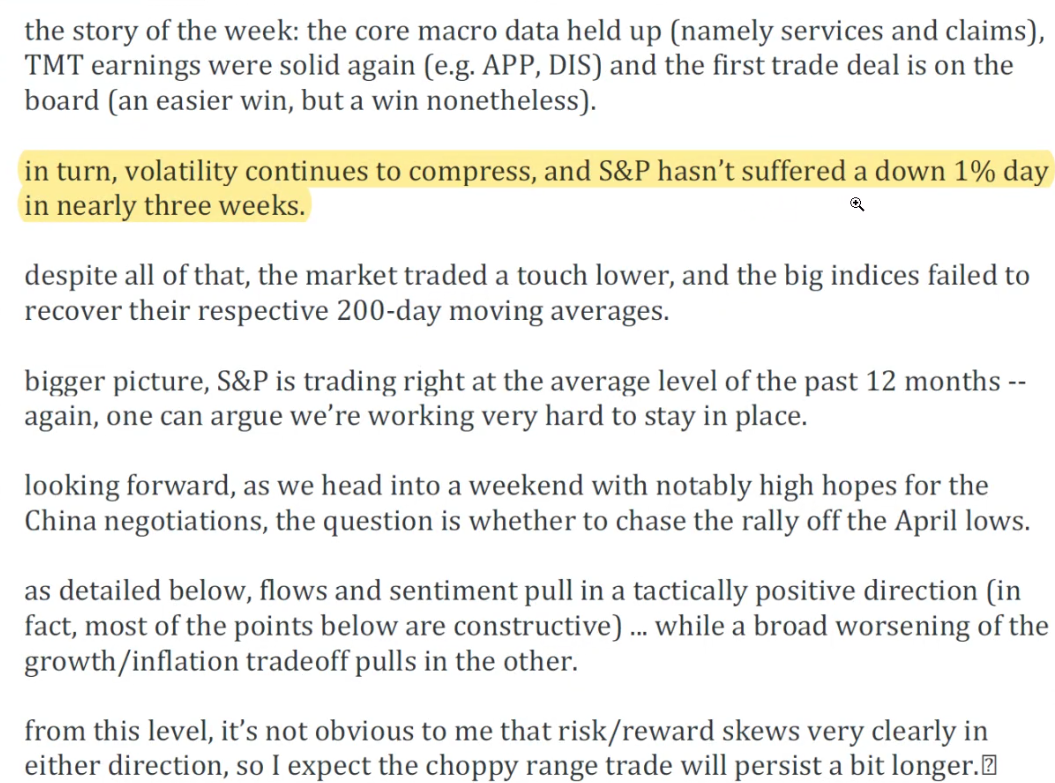 the story of the week: the core macro data held up (namely services and claims),
TMT earnings were solid again (e.g. APP, DIS) and the first trade deal is on the
board (an easier win, but a win nonetheless).
in turn, volatility continues to compress, and S&P hasn’t suffered a down 1% day
in nearly three weeks.
despite all of that, the market traded a touch lower, and the big indices failed to
recover their respective 200-day moving averages.
bigger picture, S&P is trading right at the average level of the past 12 months --
again, one can argue we’re working very hard to stay in place.
looking forward, as we head into a weekend with notably high hopes for the
China negotiations, the question is whether to chase the rally off the April lows.
as detailed below, flows and sentiment pull in a tactically positive direction (in
fact, most of the points below are constructive) ... while a broad worsening of the
growth/inflation tradeoff pulls in the other.
from this level, it’s not obvious to me that risk/reward skews very clearly in
either direction, so I expect the choppy range trade will persist a bit longer.⍰